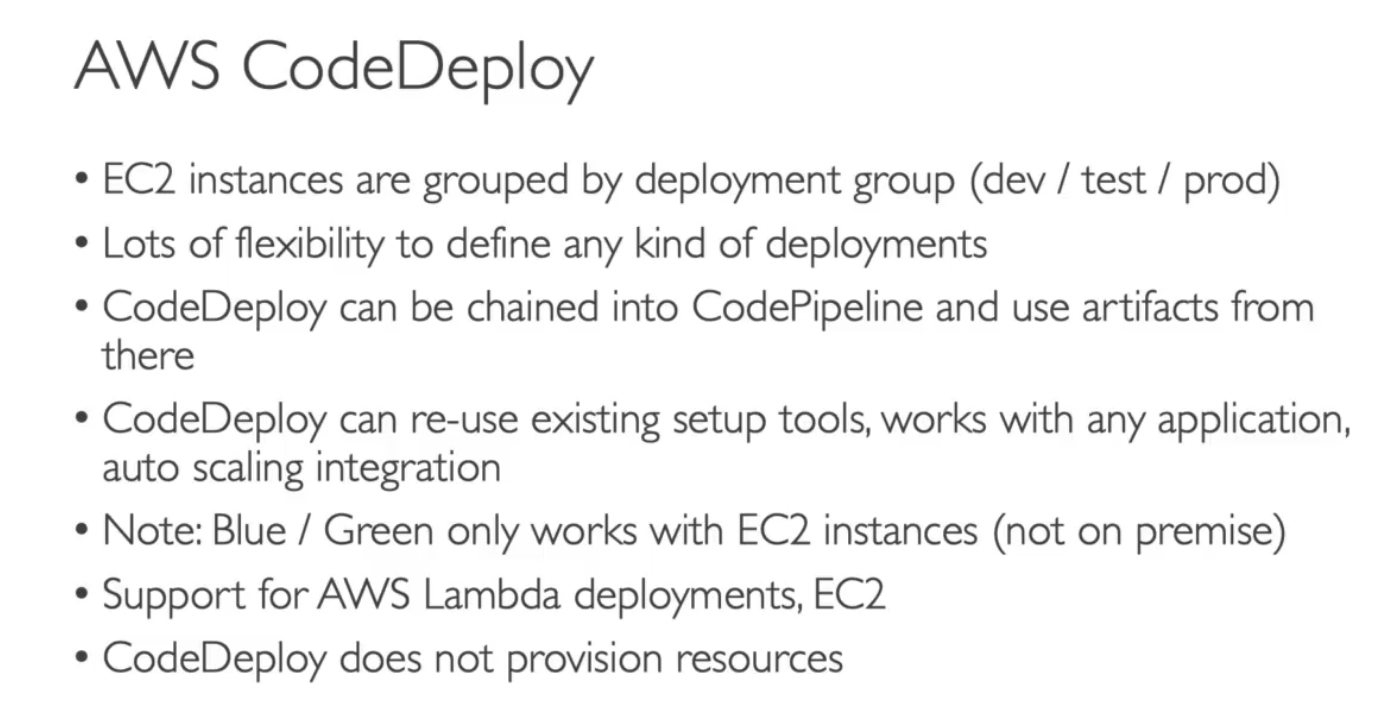 AWS CodeDeploy
• EC2 instances are grouped by deployment group (dev / test / prod)
• Lots of flexibility to define any kind of deployments
• CodeDeploy can be chained into CodePipeline and use artifacts from
there
• CodeDeploy can re-use existing setup tools, works with any application,
auto scaling integration
• Note: Blue / Green only works with EC2 instances (not on premise)
• Support for AWS Lambda deployments, EC2
• CodeDeploy does not provision resources